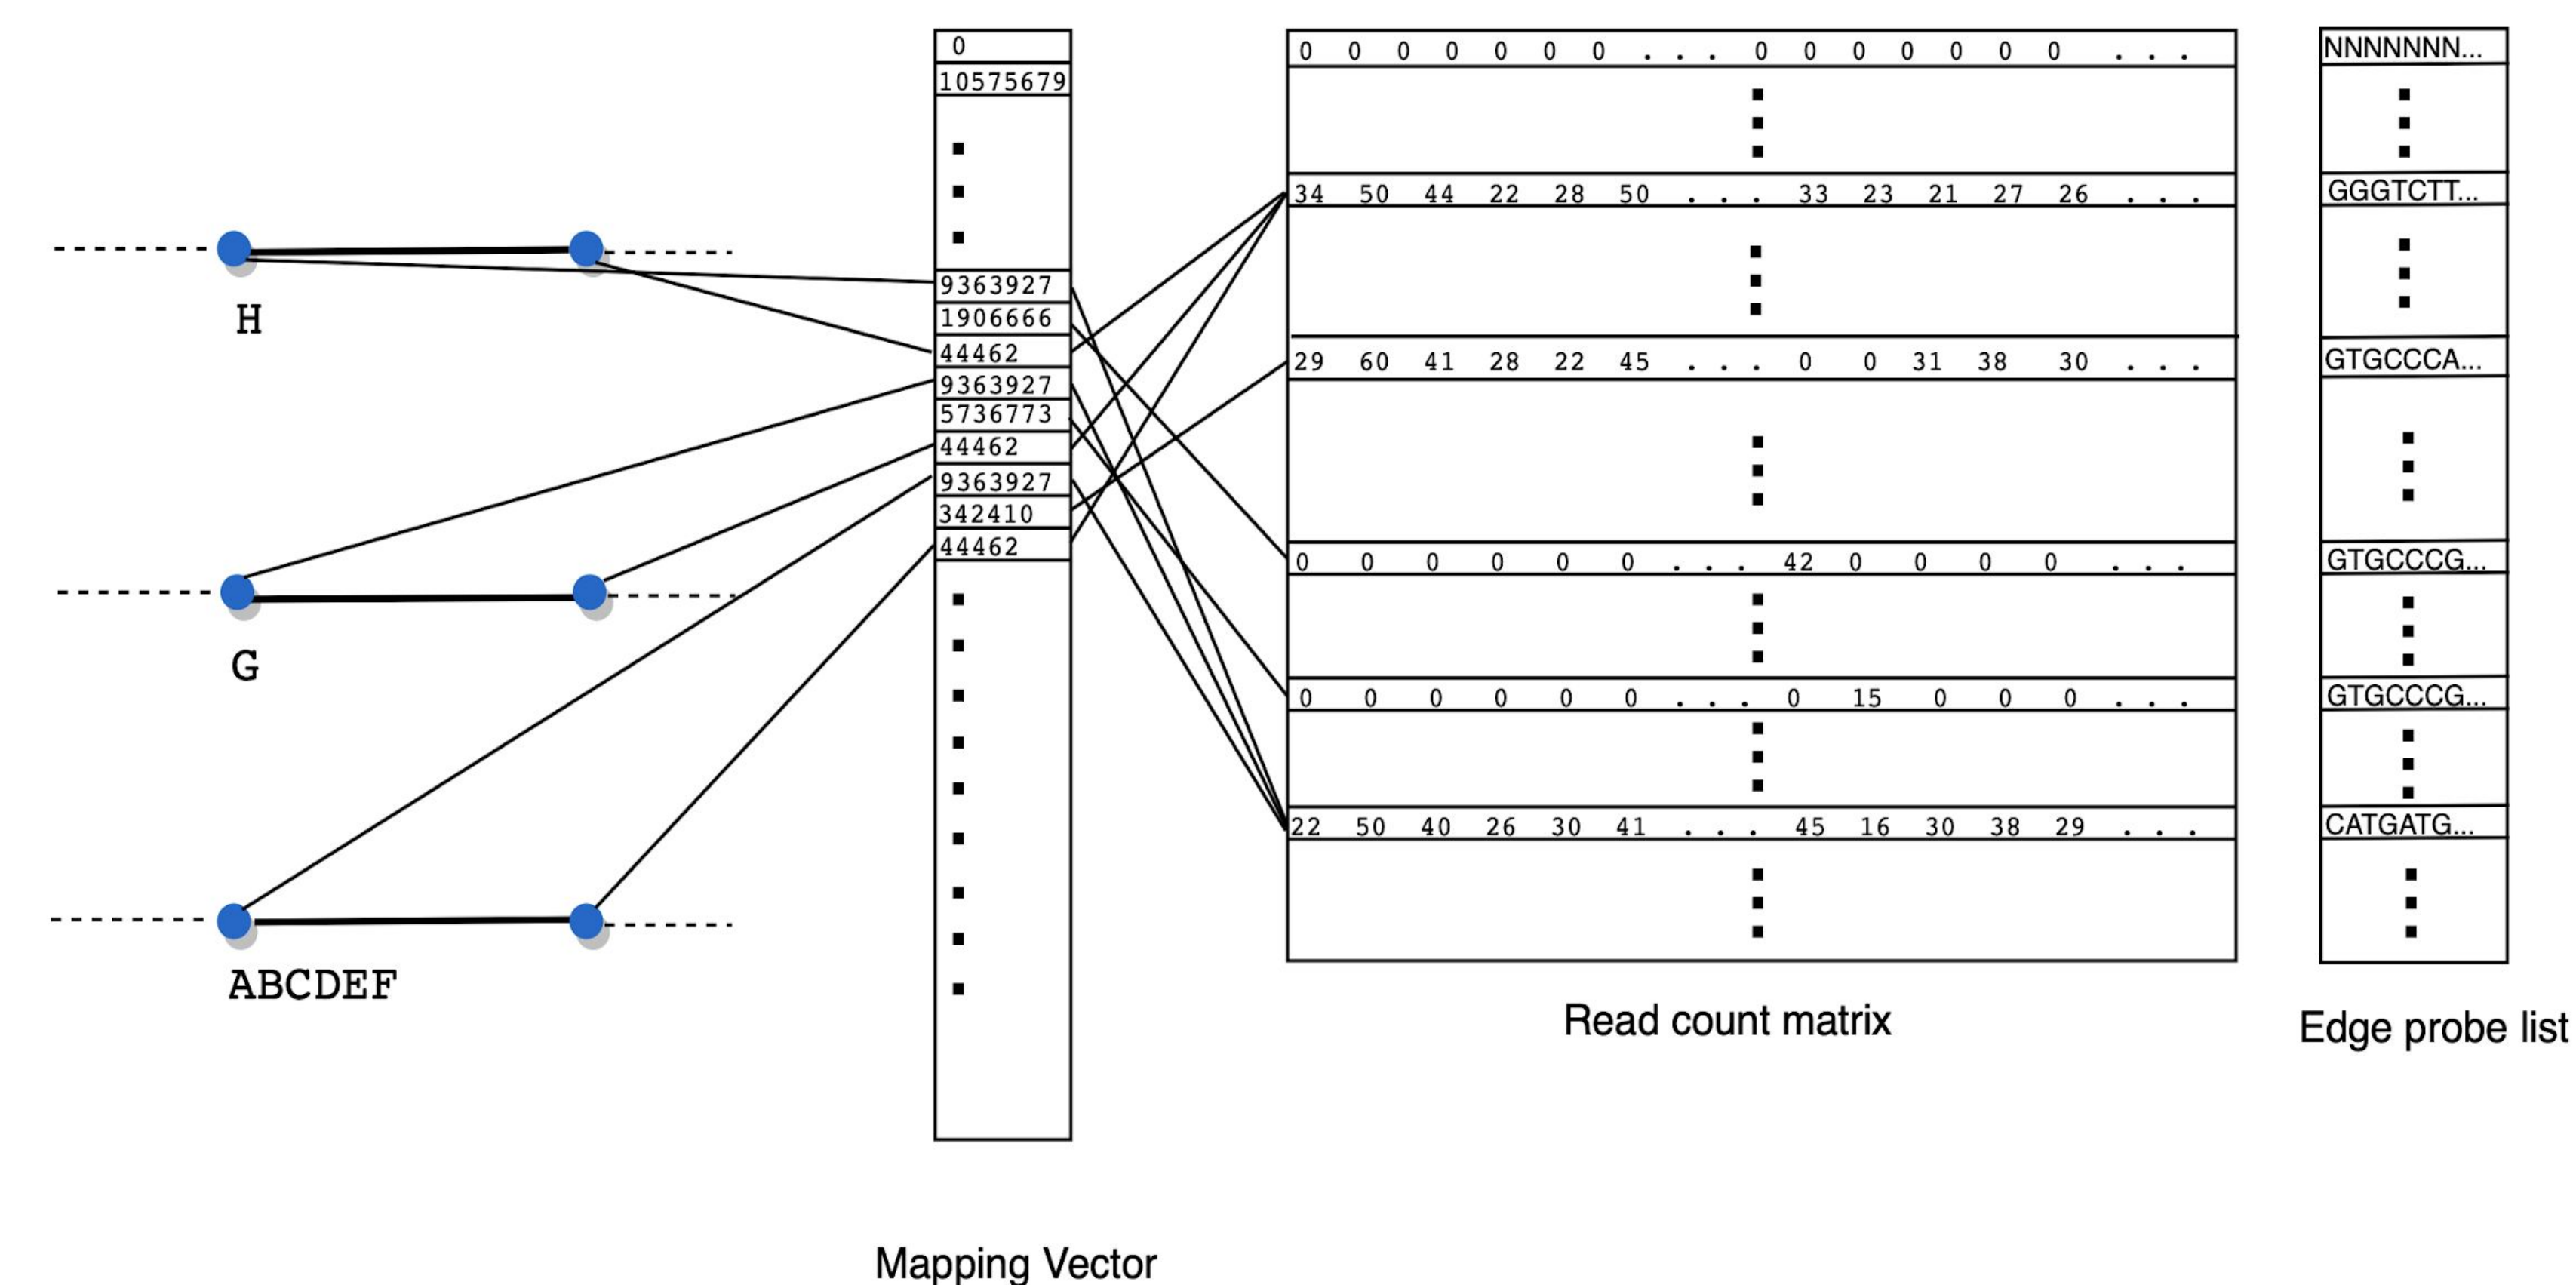 H
G
ABCDEF
0
10575679
9363927
1906666
44462
9363927
5736773
44462
9363927
342410
44462
Mapping Vector
0 0 0 0 0 0 0 . . . 0 0 0 0 0 0 0 . . .
34 50 44 22 28 50 . . . 33 23 21 27 26 . . .
29 60 41 28 22 45 . . . 0 0 31 38 30 . . .
0 0 0 0 0 0 . . . 42 0 0 0 0 . . .
0 0 0 0 0 0 . . . 0 15 0 0 0 . . .
22 50 40 26 30 41 . . . 45 16 30 38 29 . . .
Read count matrix
NNNNNNN...
GGGTCTT...
GTGCCCA...
GTGCCCG...
GTGCCCG...
CATGATG...
Edge probe list